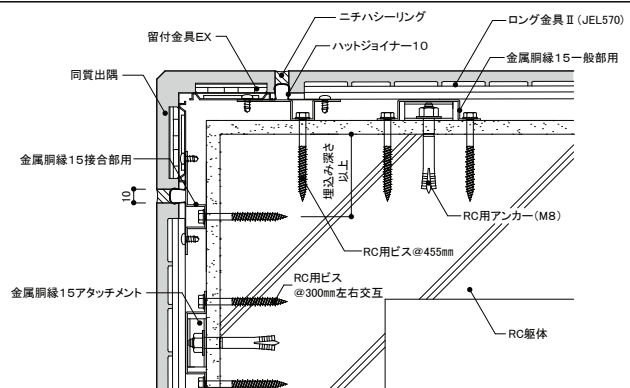 ニチハシーリング
ロング金具Ⅱ(JEL570)
留付金具EX
ハットジョイナー10
同質出隅
金属胴縁15一般部用
金属胴縁15接合部用
埋込み深さ
以上
10
RC用アンカー(M8)
RC用ビス@455mm
RC用ビス
@300mm左右交互
金属胴縁15アタッチメント
RC躯体